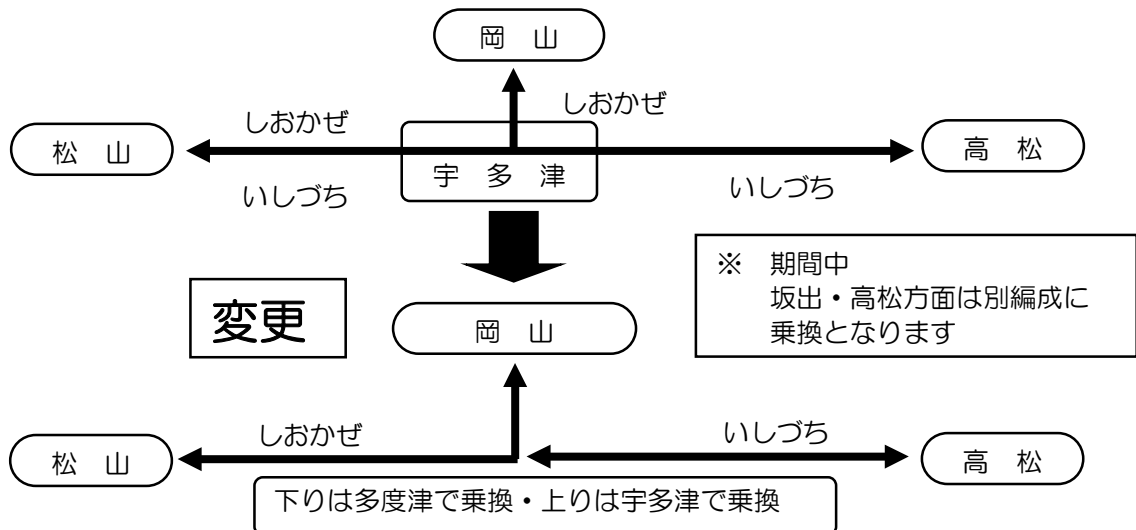 岡 山
しおかぜ
しおかぜ
松 山
高 松
宇 多 津
いしづち
いしづち
※ 期間中
坂出・高松方面は別編成に
乗換となります
変更
岡 山
しおかぜ
いしづち
松 山
高 松
下りは多度津で乗換・上りは宇多津で乗換